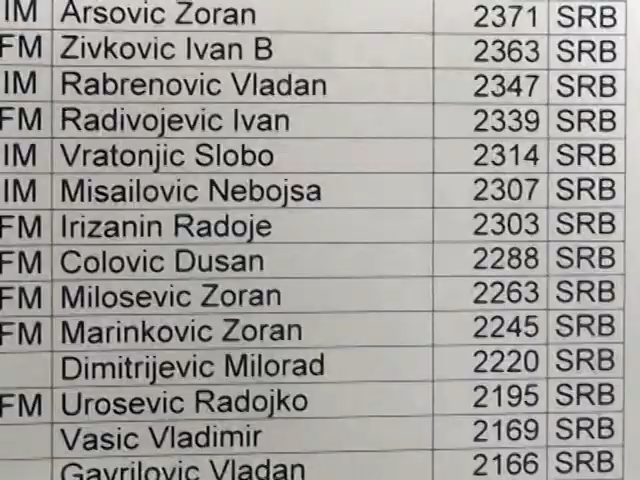 IM Arsovic Zoran 2371 SRB
FM Zivkovic Ivan B 2363 SRB
IM Rabrenovic Vladan 2347 SRB
FM Radivojevic Ivan 2339 SRB
IM Vratonjic Slobo 2314 SRB
IM Misailovic Nebojsa 2307 SRB
FM Irizanin Radoje 2303 SRB
FM Colovic Dusan 2288 SRB
FM Milosevic Zoran 2263 SRB
FM Marinkovic Zoran 2245 SRB
Dimitrijevic Milorad 2220 SRB
FM Urosevic Radojko 2195 SRB
Vasic Vladimir 2169 SRB
Gavrilovic Vladan 2166 SRB